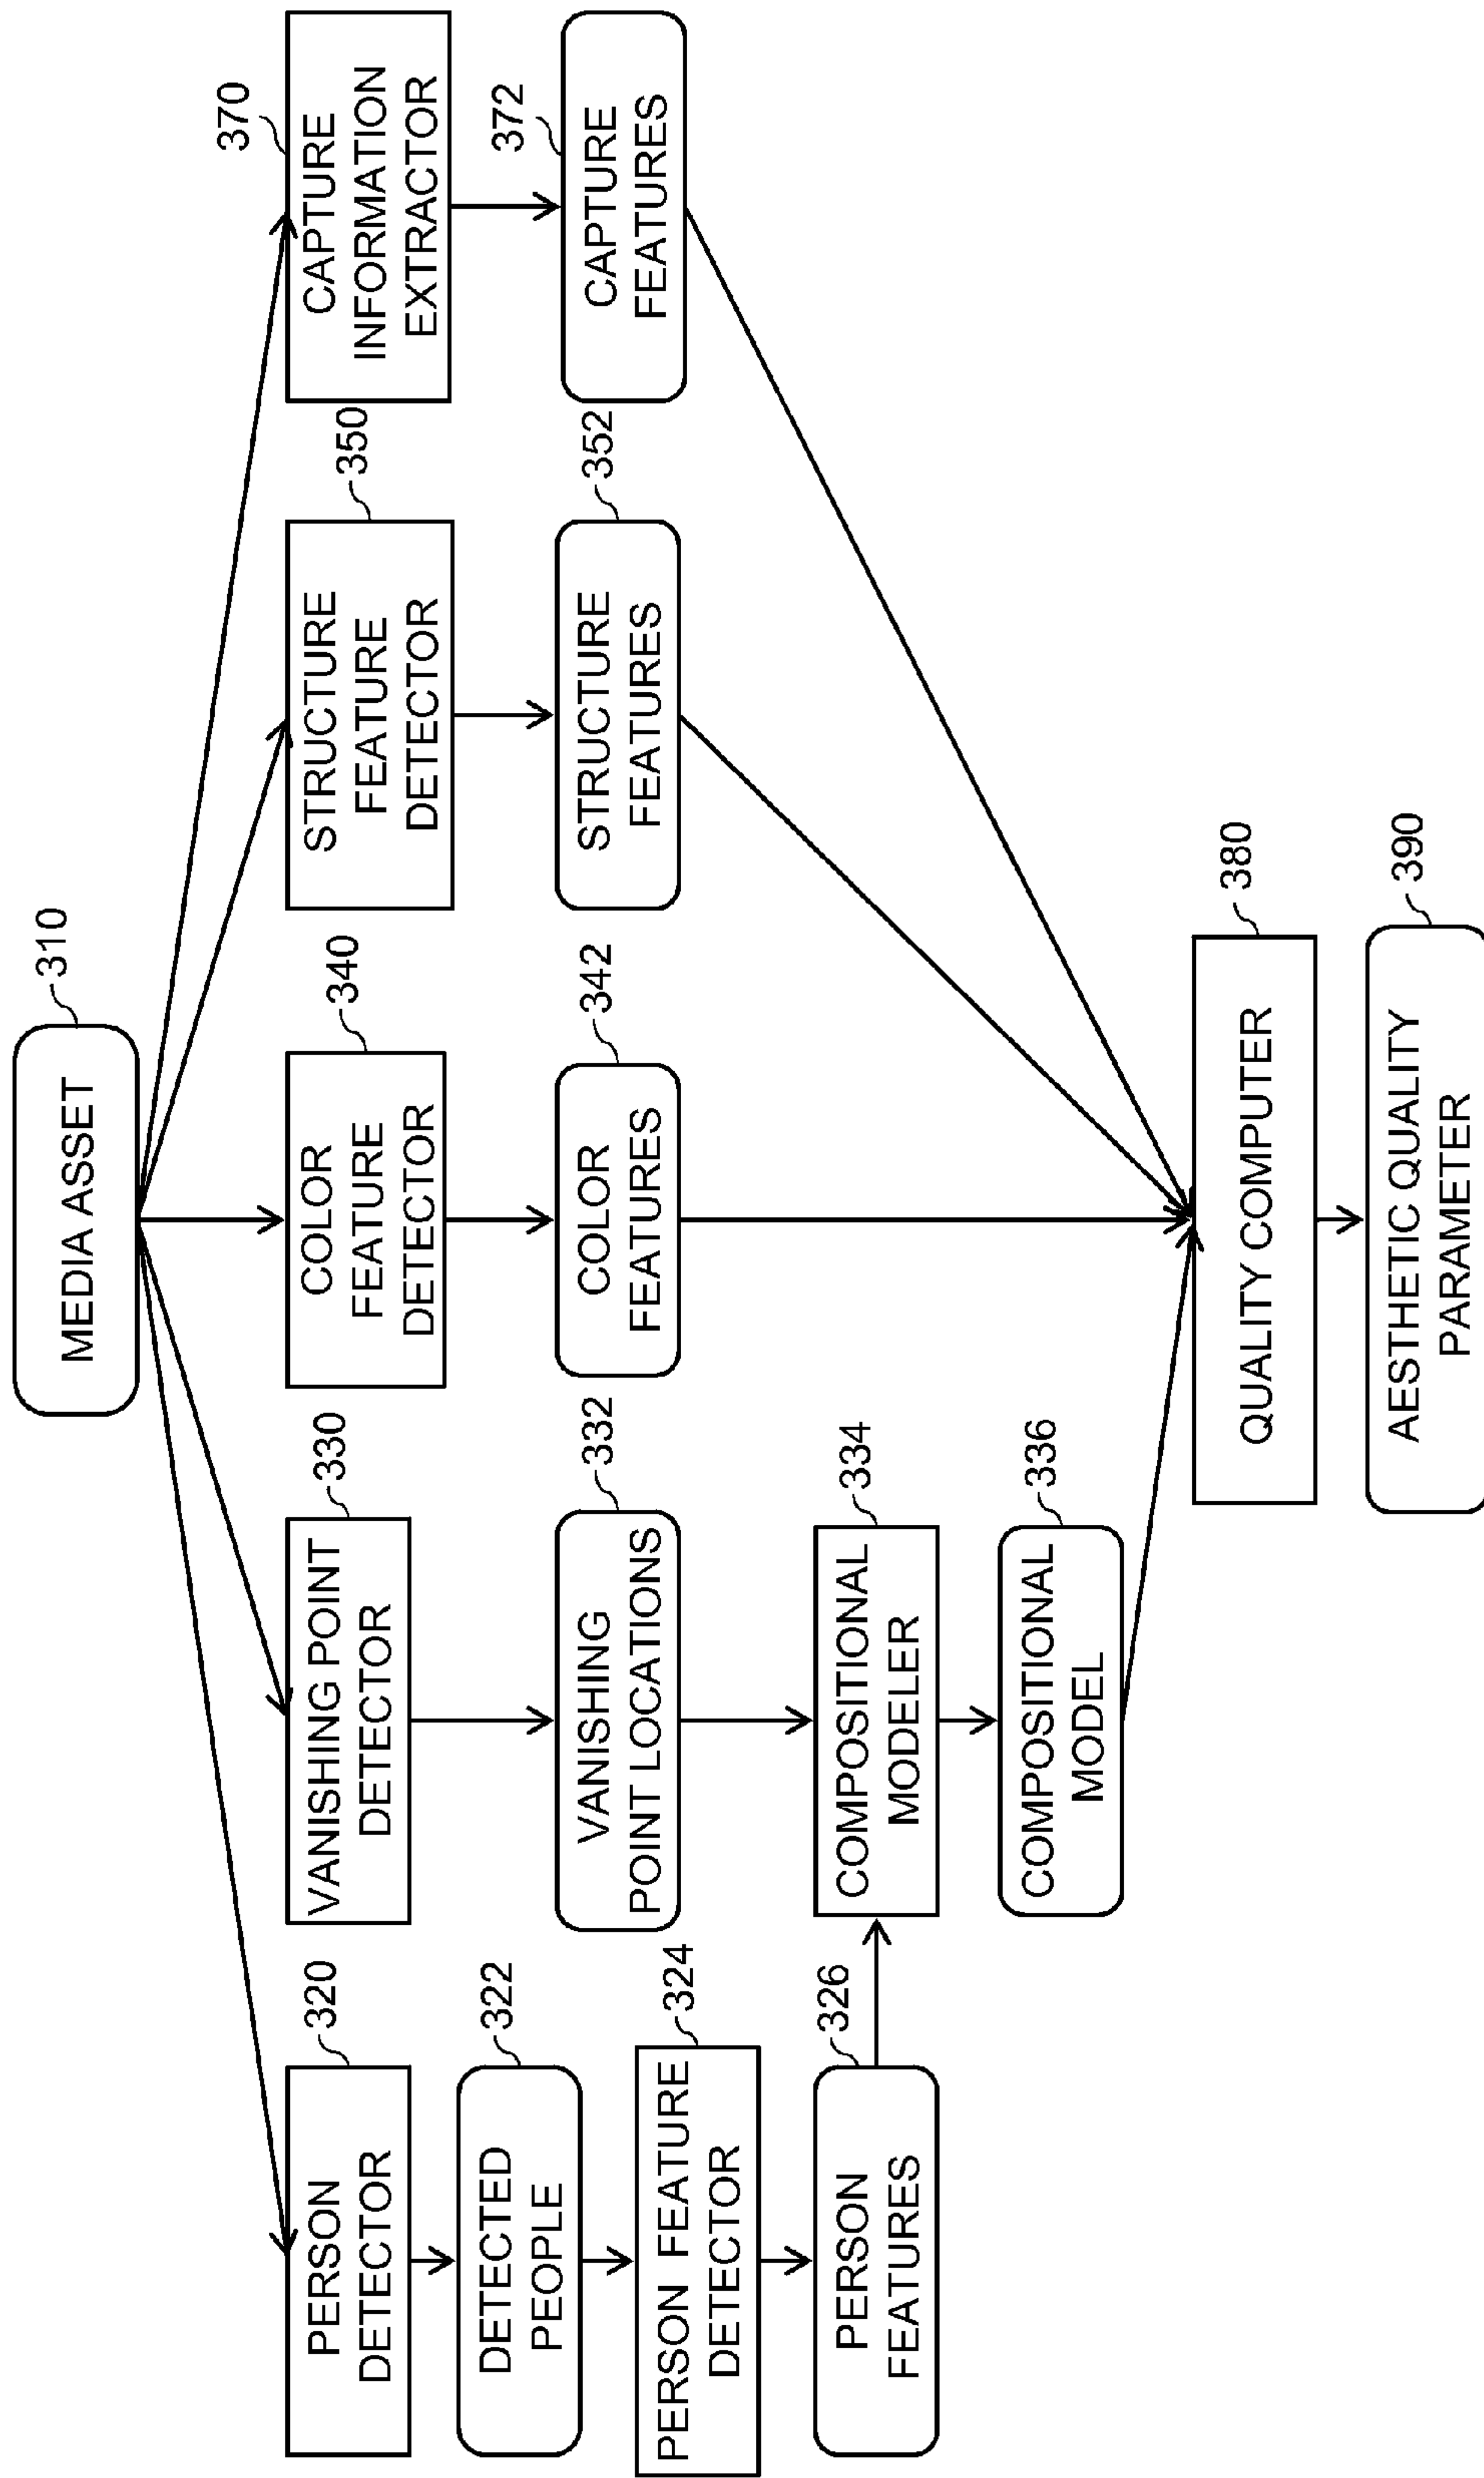 MEDIA ASSET
310
PERSON
DETECTOR
320
VANISHING POINT
DETECTOR
330
COLOR
FEATURE
DETECTOR
340
STRUCTURE
FEATURE
DETECTOR
350
CAPTURE
INFORMATION
EXTRACTOR
370
DETECTED
PEOPLE
322
VANISHING
POINT LOCATIONS
332
COLOR
FEATURES
342
STRUCTURE
FEATURES
352
CAPTURE
FEATURES
372
PERSON FEATURE
DETECTOR
324
PERSON
FEATURES
326
COMPOSITIONAL
MODELER
334
COMPOSITIONAL
MODEL
336
QUALITY COMPUTER
380
AESTHETIC QUALITY
PARAMETER
390